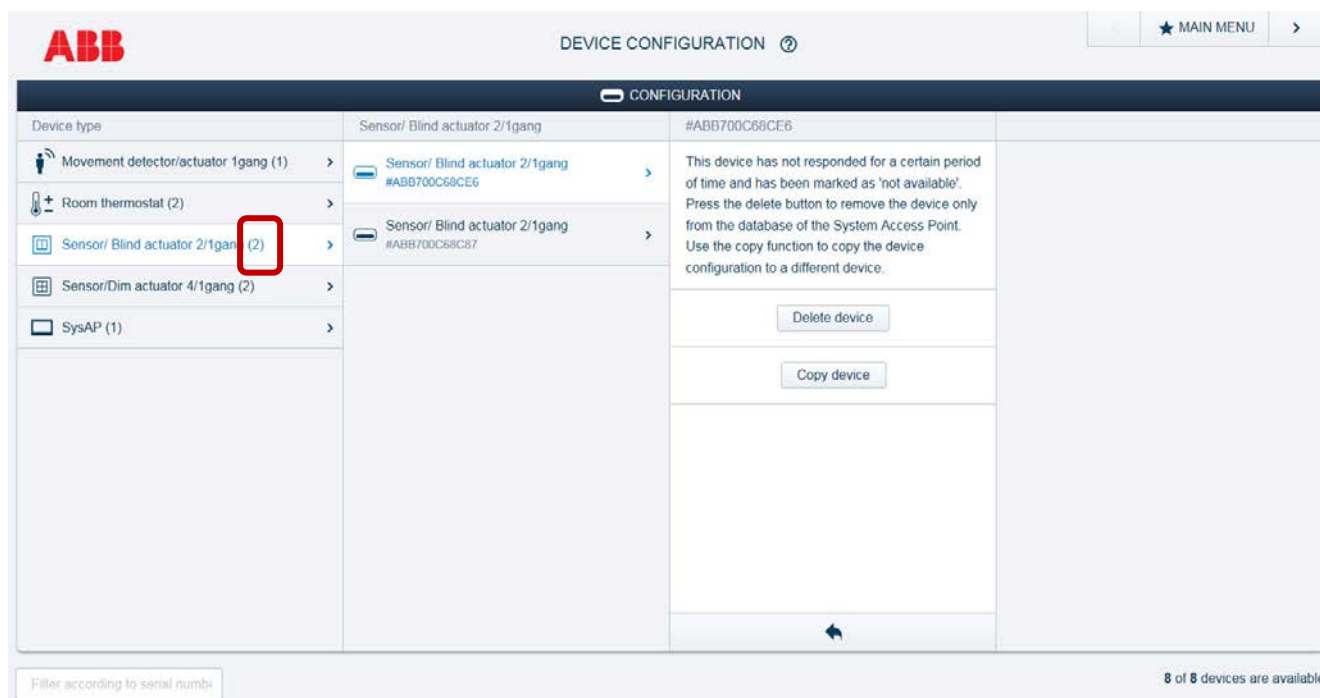 ABB
DEVICE CONFIGURATION ?
★ MAIN MENU >
CONFIGURATION
Device type
Sensor/ Blind actuator 2/1gang
#ABB700C68CE6
Movement detector/actuator 1gang (1)
Room thermostat (2)
Sensor/ Blind actuator 2/1gang (2)
Sensor/Dim actuator 4/1gang (2)
SysAP (1)
Sensor/ Blind actuator 2/1gang
#ABB700C68CE6
Sensor/ Blind actuator 2/1gang
#ABB700C68C87
This device has not responded for a certain period
of time and has been marked as 'not available'.
Press the delete button to remove the device only
from the database of the System Access Point.
Use the copy function to copy the device
configuration to a different device.
Delete device
Copy device
Filter according to serial numbe
8 of 8 devices are available